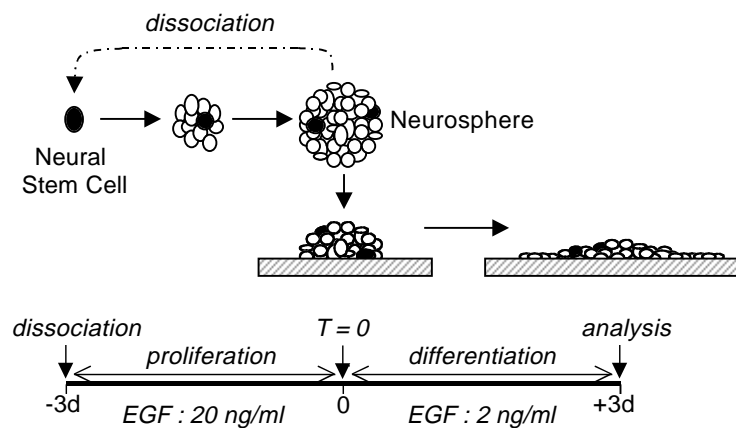 dissociation
Neurosphere
Neural
Stem Cell
dissociation
T = 0
analysis
proliferation
differentiation
-3d
0
+3d
EGF : 20 ng/ml
EGF : 2 ng/ml